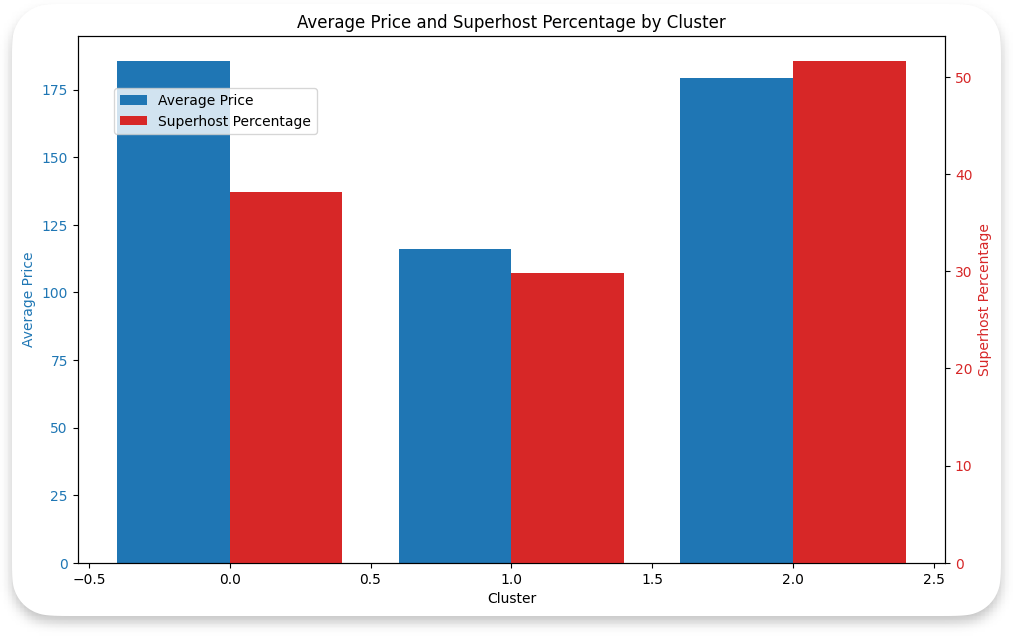 Average Price and Superhost Percentage by Cluster
Average Price
Superhost Percentage
175
150
125
100
75
50
25
0
Average Price
50
40
30
20
10
0
Superhost Percentage
−0.5 0.0 0.5 1.0 1.5 2.0 2.5
Cluster